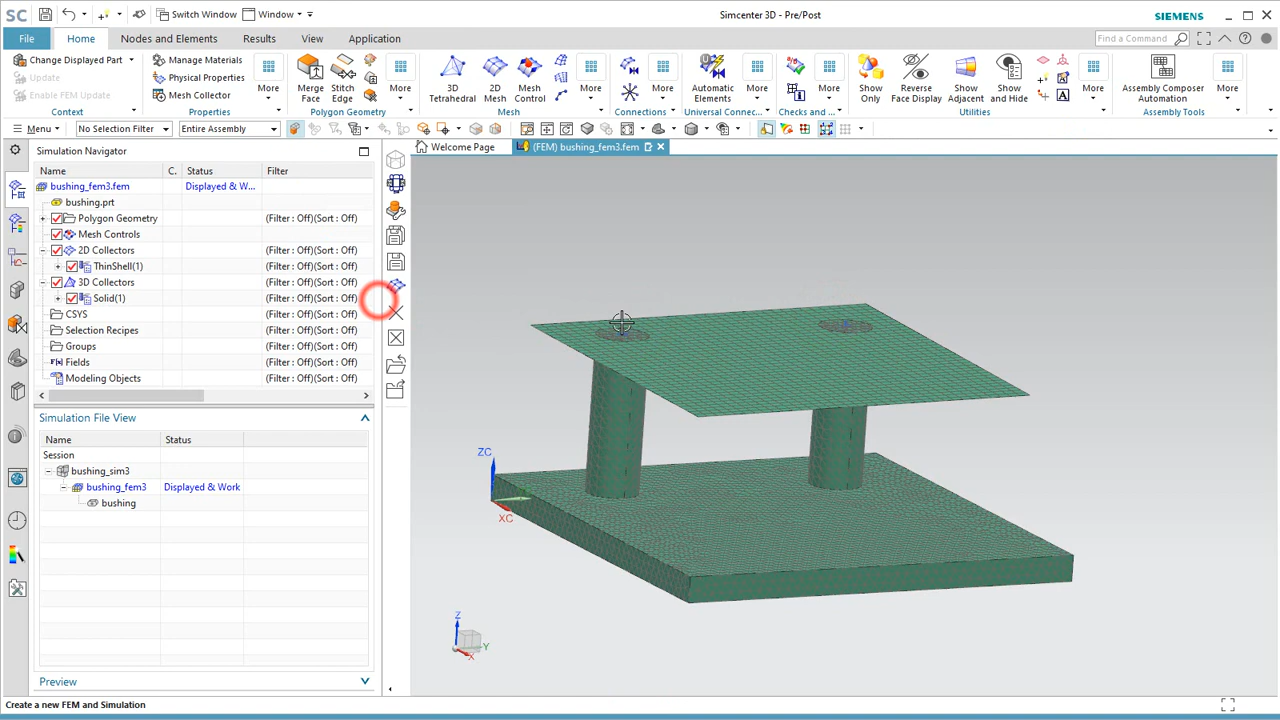 SC
Switch Window
Window
Simcenter 3D - Pre/Post
SIEMENS
File
Home
Nodes and Elements
Results
View
Application
Find a Command
Change Displayed Part
Update
Enable FEM Update
Context
Manage Materials
Physical Properties
Mesh Collector
More
Properties
Merge Face
Stitch Edge
More
Polygon Geometry
3D Tetrahedral
2D Mesh
Mesh Control
More
Mesh
More
Connections
Automatic Elements
More
Universal Connec...
More
Checks and ...
Show Only
Reverse Face Display
Show Adjacent
Show and Hide
More
Utilities
Assembly Composer Automation
More
Assembly Tools
Menu
No Selection Filter
Entire Assembly
Simulation Navigator
Welcome Page
(FEM) bushing_fem3.fem
Name C. Status Filter
bushing_fem3.fem Displayed & W...
bushing.prt
Polygon Geometry (Filter : Off)(Sort : Off)
Mesh Controls (Filter : Off)(Sort : Off)
2D Collectors (Filter : Off)(Sort : Off)
ThinShell(1) (Filter : Off)(Sort : Off)
3D Collectors (Filter : Off)(Sort : Off)
Solid(1) (Filter : Off)(Sort : Off)
CSYS (Filter : Off)(Sort : Off)
Selection Recipes (Filter : Off)(Sort : Off)
Groups (Filter : Off)(Sort : Off)
Fields (Filter : Off)(Sort : Off)
Modeling Objects (Filter : Off)(Sort : Off)
Simulation File View
Name Status
Session
bushing_sim3
bushing_fem3 Displayed & Work
bushing
Preview
ZC
XC
Z
Y
X
Create a new FEM and Simulation